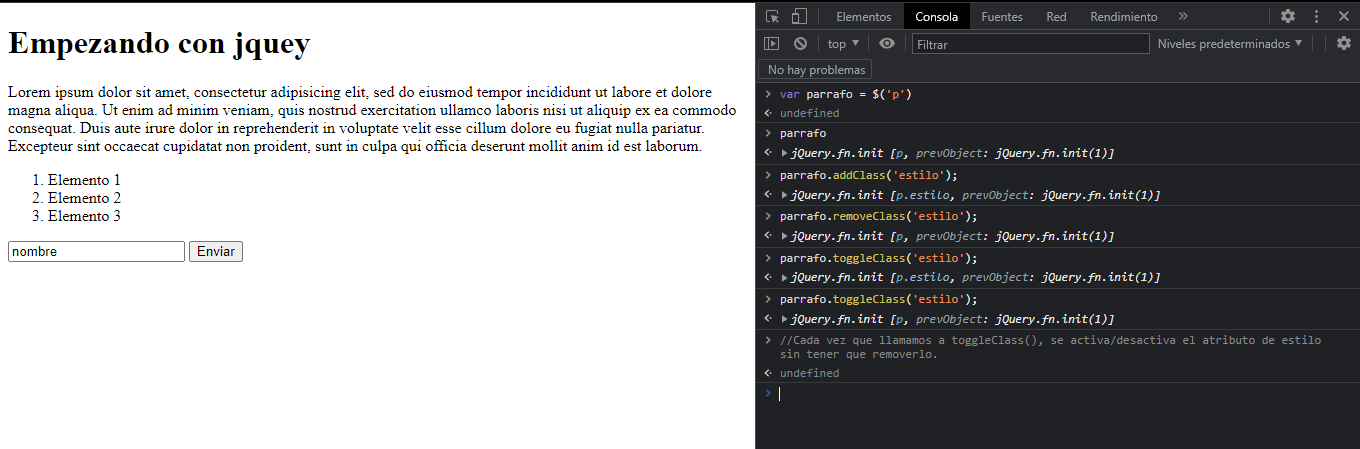 Empezando con jquey
Lorem ipsum dolor sit amet, consectetur adipisicing elit, sed do eiusmod tempor incididunt ut labore et dolore
magna aliqua. Ut enim ad minim veniam, quis nostrud exercitation ullamco laboris nisi ut aliquip ex ea commodo
consequat. Duis aute irure dolor in reprehenderit in voluptate velit esse cillum dolore eu fugiat nulla pariatur.
Excepteur sint occaecat cupidatat non proident, sunt in culpa qui officia deserunt mollit anim id est laborum.
1. Elemento 1
2. Elemento 2
3. Elemento 3
nombre Enviar
Elementos Consola Fuentes Red Rendimiento »
top ▼ Filtrar Niveles predeterminados ▼
No hay problemas
> var parrafo = $('p')
undefined
> parrafo
▶ jQuery.fn.init [p, prevObject: jQuery.fn.init(1)]
> parrafo.addClass('estilo');
▶ jQuery.fn.init [p.estilo, prevObject: jQuery.fn.init(1)]
> parrafo.removeClass('estilo');
▶ jQuery.fn.init [p, prevObject: jQuery.fn.init(1)]
> parrafo.toggleClass('estilo');
▶ jQuery.fn.init [p.estilo, prevObject: jQuery.fn.init(1)]
> parrafo.toggleClass('estilo');
▶ jQuery.fn.init [p, prevObject: jQuery.fn.init(1)]
> //Cada vez que llamamos a toggleClass(), se activa/desactiva el atributo de estilo
sin tener que removerlo.
undefined
>